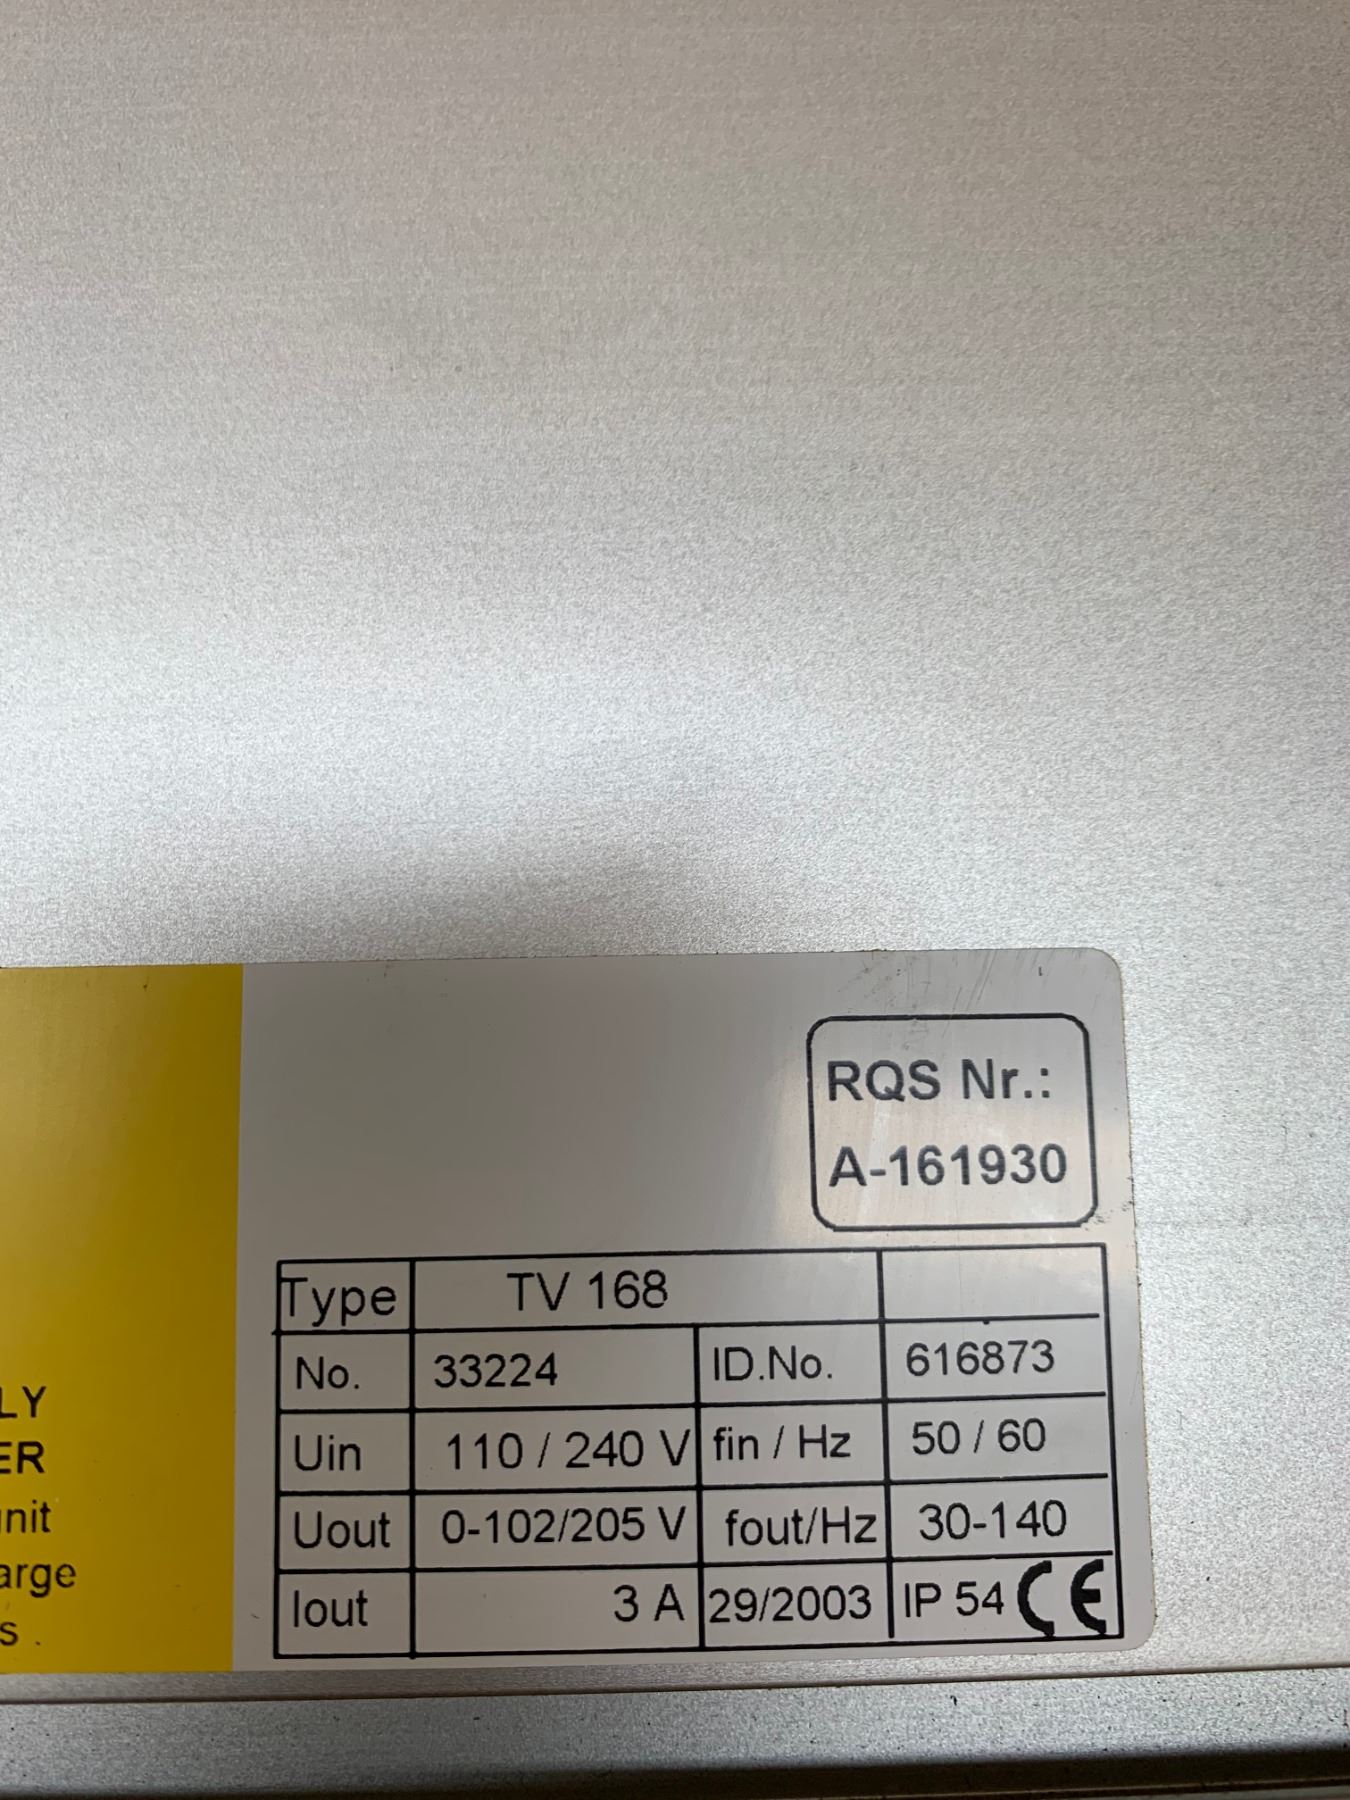 RQS Nr.:
A-161930
Type TV 168
No. 33224 ID.No. 616873
Uin 110 / 240 V fin / Hz 50 / 60
Uout 0-102/205 V fout/Hz 30-140
Iout 3 A 29/2003 IP 54 CE
LY
ER
unit
arge
s .